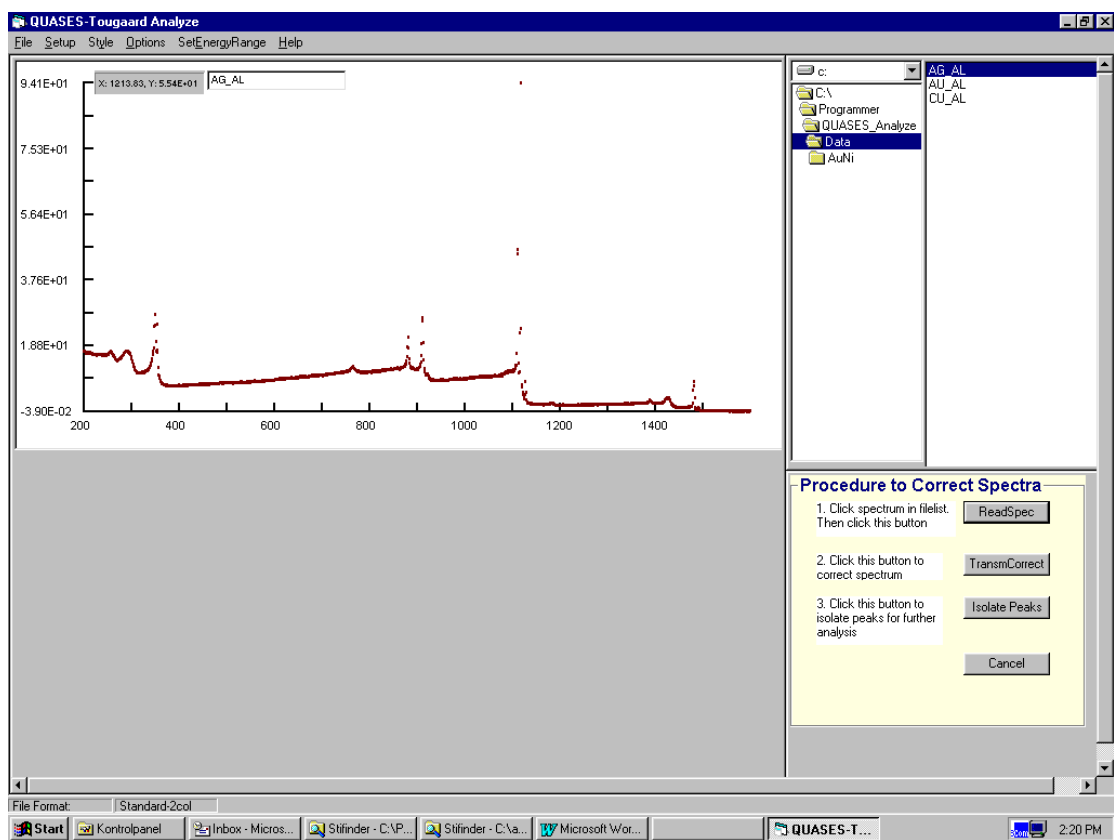 QUASES-Tougaard Analyze
File Setup Style Options SetEnergyRange Help
9.41E+01
X: 1213.83, Y: 5.54E+01
AG_AL
7.53E+01
5.64E+01
3.76E+01
1.88E+01
-3.90E-02
200 400 600 800 1000 1200 1400
c:
C:\
Programmer
QUASES_Analyze
Data
AuNi
AG_AL
AU_AL
CU_AL
Procedure to Correct Spectra
1. Click spectrum in filelist.
Then click this button
ReadSpec
2. Click this button to
correct spectrum
TransmCorrect
3. Click this button to
isolate peaks for further
analysis
Isolate Peaks
Cancel
File Format: Standard-2col
Start Kontrolpanel Inbox - Micros... Stifinder - C:\P... Stifinder - C:\a... Microsoft Wor... QUASES-T... 3Com 2:20 PM